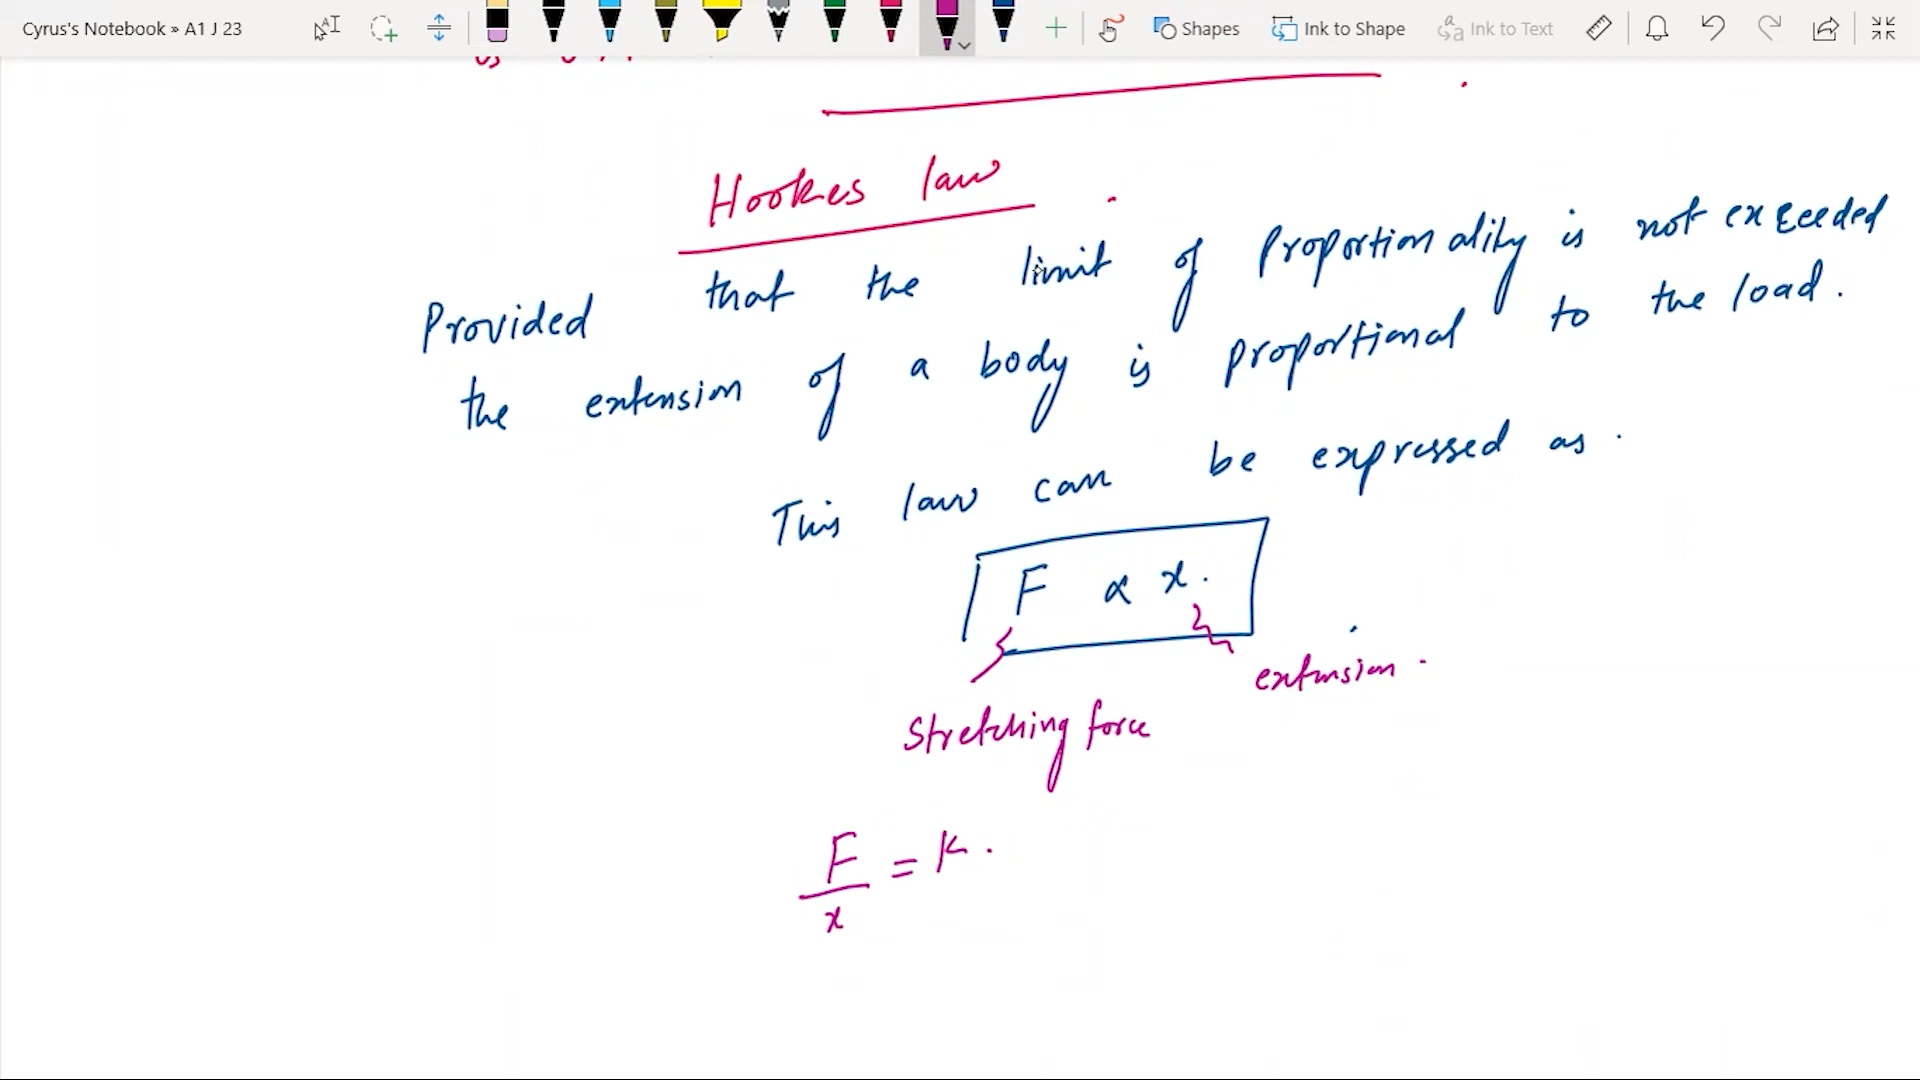 Cyrus's Notebook » A1 J 23
Shapes
Ink to Shape
Ink to Text
Hookes law
Provided that the limit of proportionality is not exceeded
the extension of a body is proportional to the load.
This law can be expressed as.
F ∝ x.
extension.
Stretching force
F/x = k.